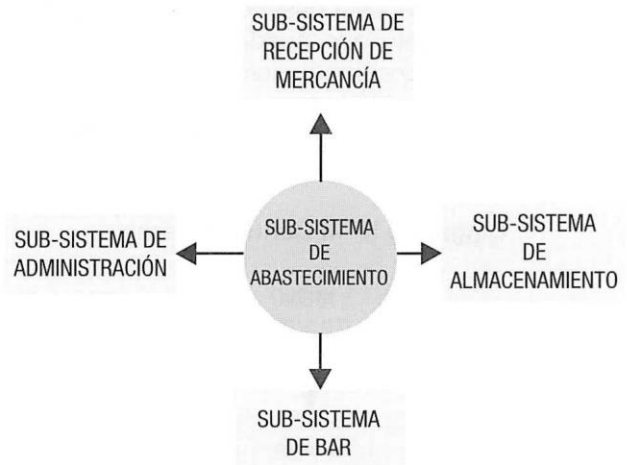 SUB-SISTEMA DE
RECEPCIÓN DE
MERCANCÍA
SUB-SISTEMA DE
ADMINISTRACIÓN
SUB-SISTEMA
DE
ABASTECIMIENTO
SUB-SISTEMA
DE
ALMACENAMIENTO
SUB-SISTEMA
DE BAR